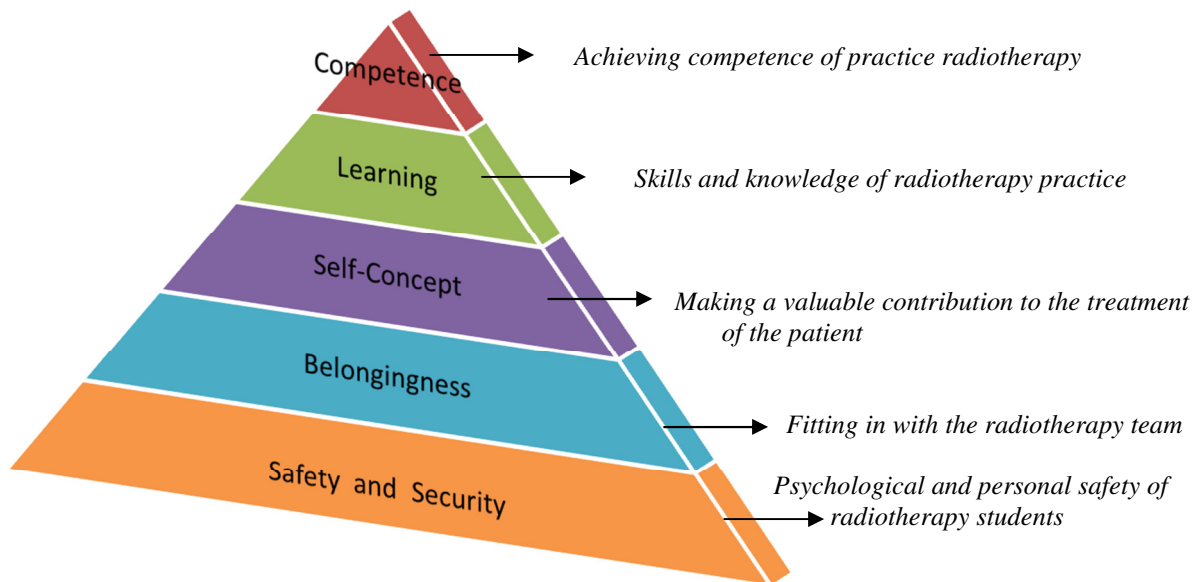 Competence
Achieving competence of practice radiotherapy
Learning
Skills and knowledge of radiotherapy practice
Self-Concept
Making a valuable contribution to the treatment
of the patient
Belongingness
Fitting in with the radiotherapy team
Safety and Security
Psychological and personal safety of
radiotherapy students